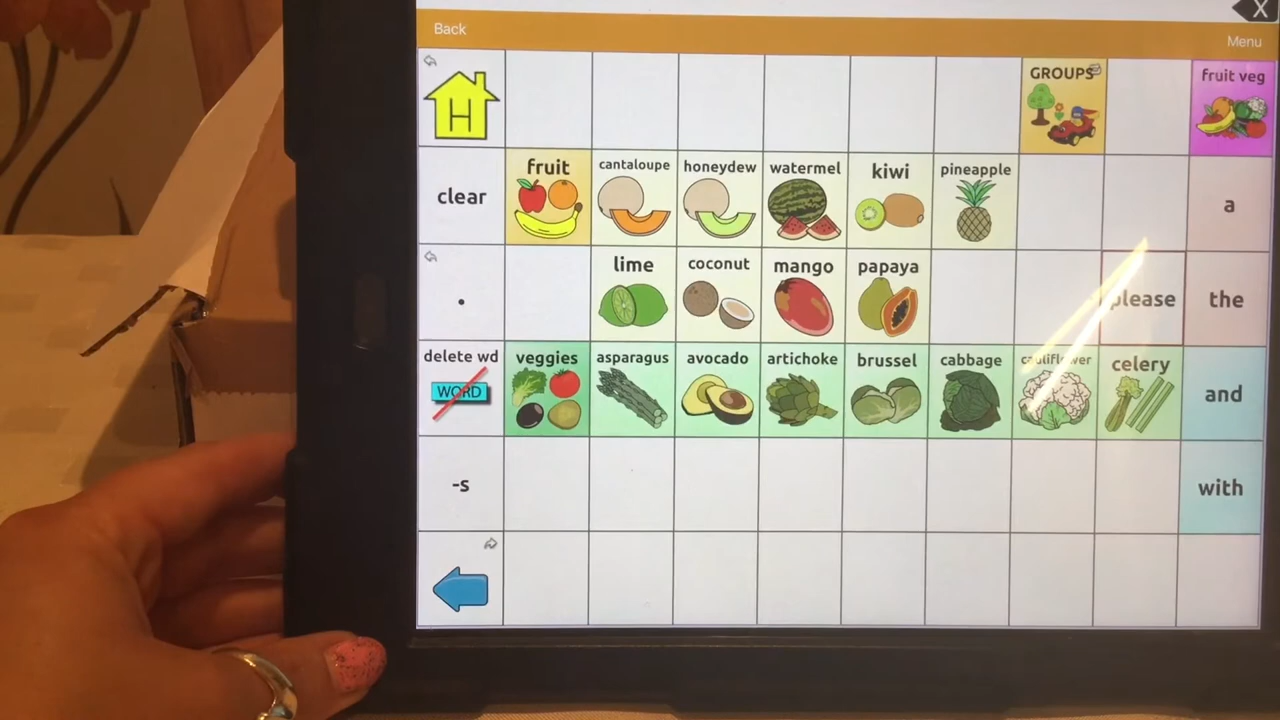 X
Back
Menu
H
GROUPS
fruit veg
clear
fruit
cantaloupe
honeydew
watermel
kiwi
pineapple
a
.
lime
coconut
mango
papaya
please
the
delete wd
WORD
veggies
asparagus
avocado
artichoke
brussel
cabbage
cauliflower
celery
and
-s
with